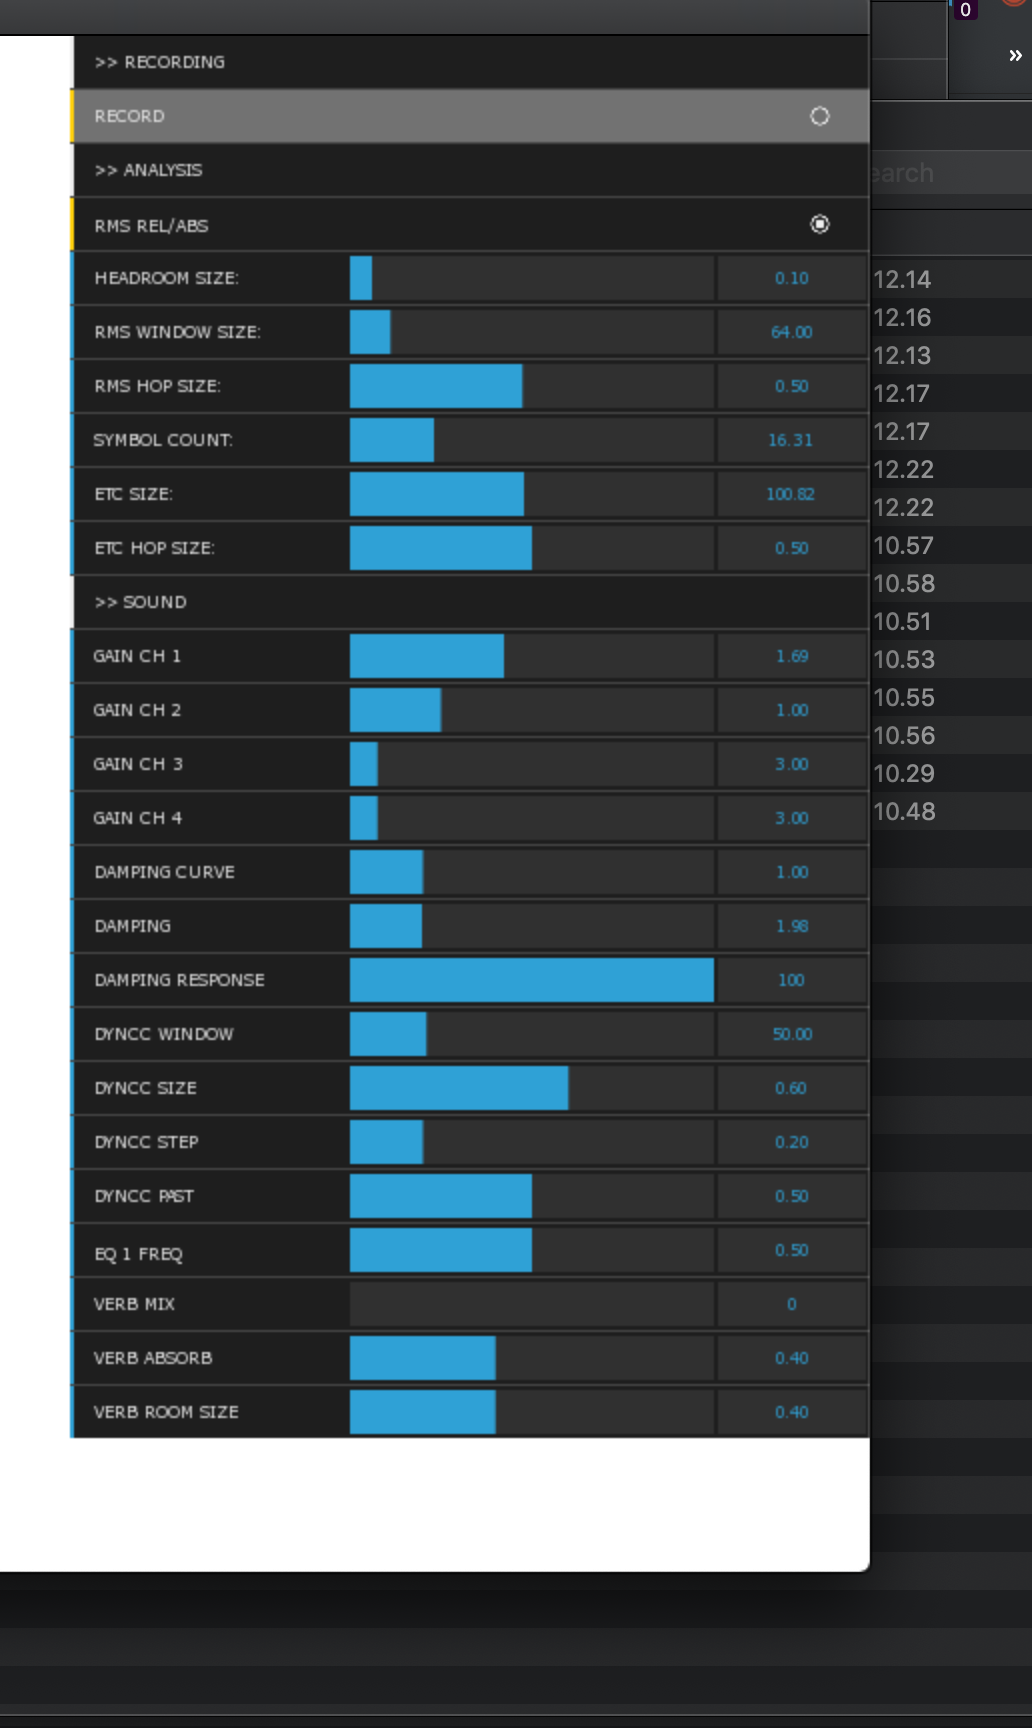 0
»
>> RECORDING
RECORD
>> ANALYSIS
earch
RMS REL/ABS
HEADROOM SIZE: 0.10
12.14
12.16
RMS WINDOW SIZE: 64.00
12.13
RMS HOP SIZE: 0.50
12.17
SYMBOL COUNT: 16.31
12.17
12.22
ETC SIZE: 100.82
12.22
ETC HOP SIZE: 0.50
10.57
10.58
>> SOUND
10.51
GAIN CH 1 1.69
10.53
10.55
GAIN CH 2 1.00
10.56
GAIN CH 3 3.00
10.29
GAIN CH 4 3.00
10.48
DAMPING CURVE 1.00
DAMPING 1.98
DAMPING RESPONSE 100
DYNCC WINDOW 50.00
DYNCC SIZE 0.60
DYNCC STEP 0.20
DYNCC PAST 0.50
EQ 1 FREQ 0.50
VERB MIX 0
VERB ABSORB 0.40
VERB ROOM SIZE 0.40